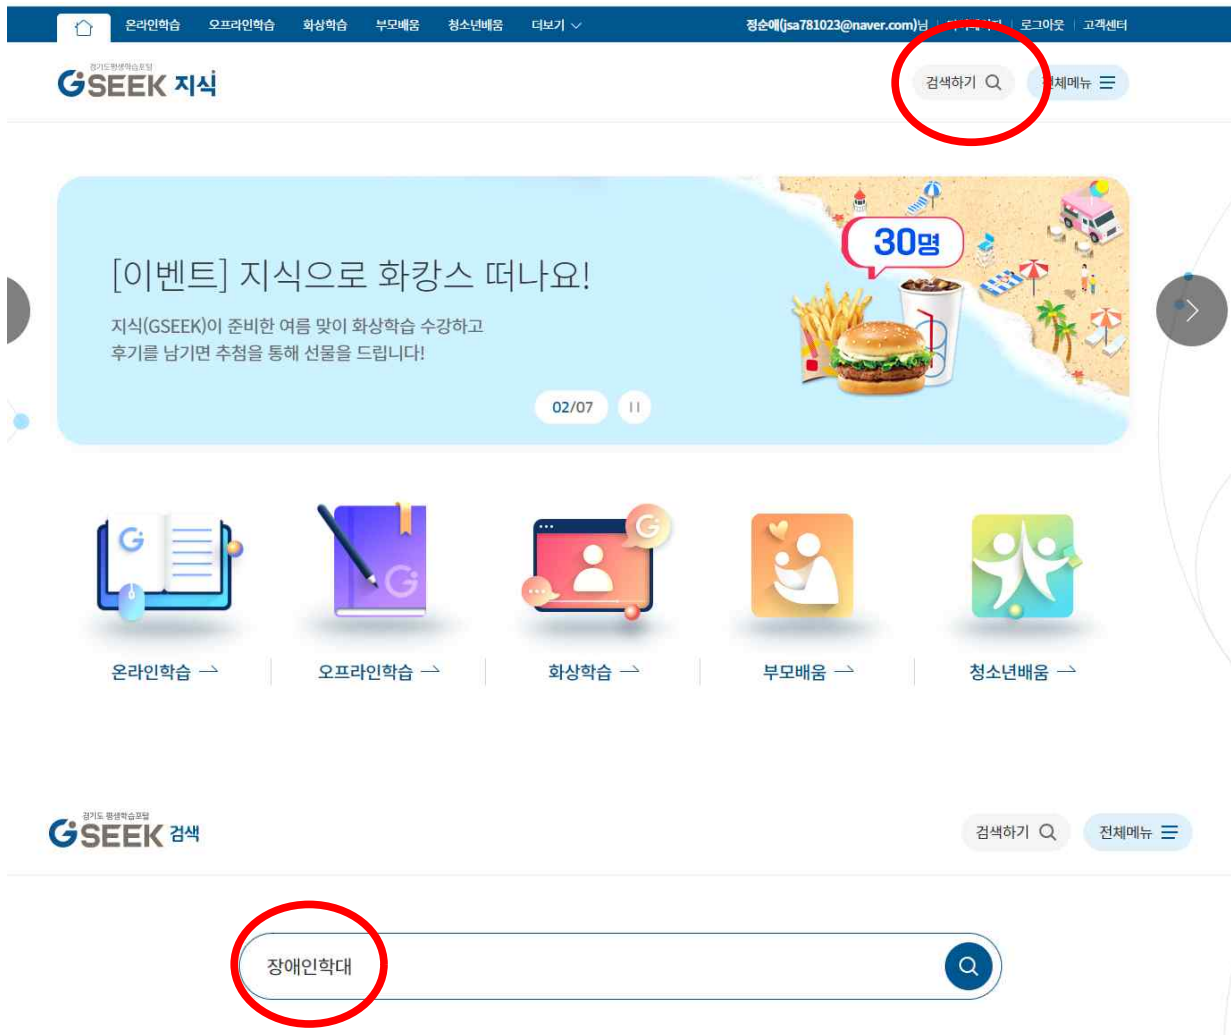 온라인학습 오프라인학습 화상학습 부모배움 청소년배움 더보기 정순애(jsa781023@naver.com)님 로그아웃 고객센터
경기도평생학습포털
GSEEK 지식
검색하기 전체메뉴
30명
[이벤트] 지식으로 화캉스 떠나요!
지식(GSEEK)이 준비한 여름 맞이 화상학습 수강하고
후기를 남기면 추첨을 통해 선물을 드립니다!
02/07
온라인학습 오프라인학습 화상학습 부모배움 청소년배움
경기도 평생학습포털
GSEEK 검색
검색하기 전체메뉴
장애인학대